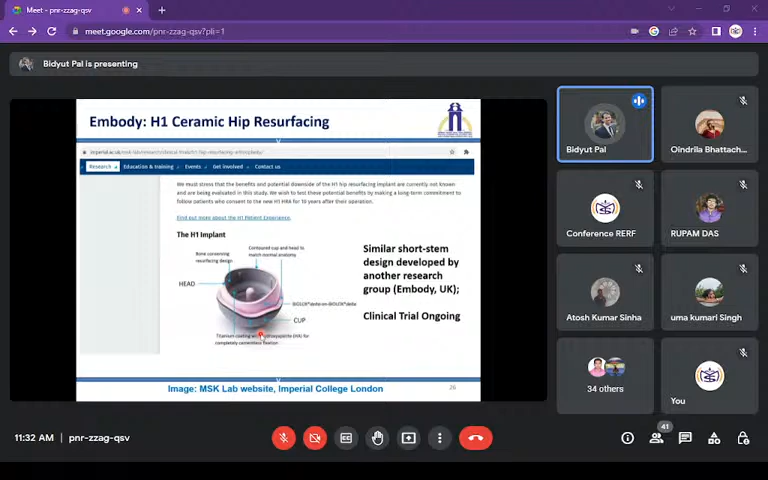 Meet - pnr-zzag-qsv
meet.google.com/pnr-zzag-qsv?pli=1
Bidyut Pal is presenting
Embody: H1 Ceramic Hip Resurfacing
Research
Education & training
Events
Get involved
Contact us
We must stress that the benefits and potential downside of the H1 hip resurfacing implant are currently not known
and are being evaluated in this study. We wish to test these potential benefits by making a long-term commitment to
follow patients who consent to the new H1 HRA for 10 years after their operation.
Find out more about the H1 Patient Experience.
The H1 Implant
Bone conserving
resurfacing design
Contoured cup and head to
match normal anatomy
HEAD
CUP
Titanium coating
completely cementless fixation
Similar short-stem
design developed by
another research
group (Embody, UK);
Clinical Trial Ongoing
Image: MSK Lab website, Imperial College London
26
Bidyut Pal
Oindrila Bhattach...
Conference RERF
RUPAM DAS
Atosh Kumar Sinha
uma kumari Singh
34 others
You
11:32 AM | pnr-zzag-qsv
41